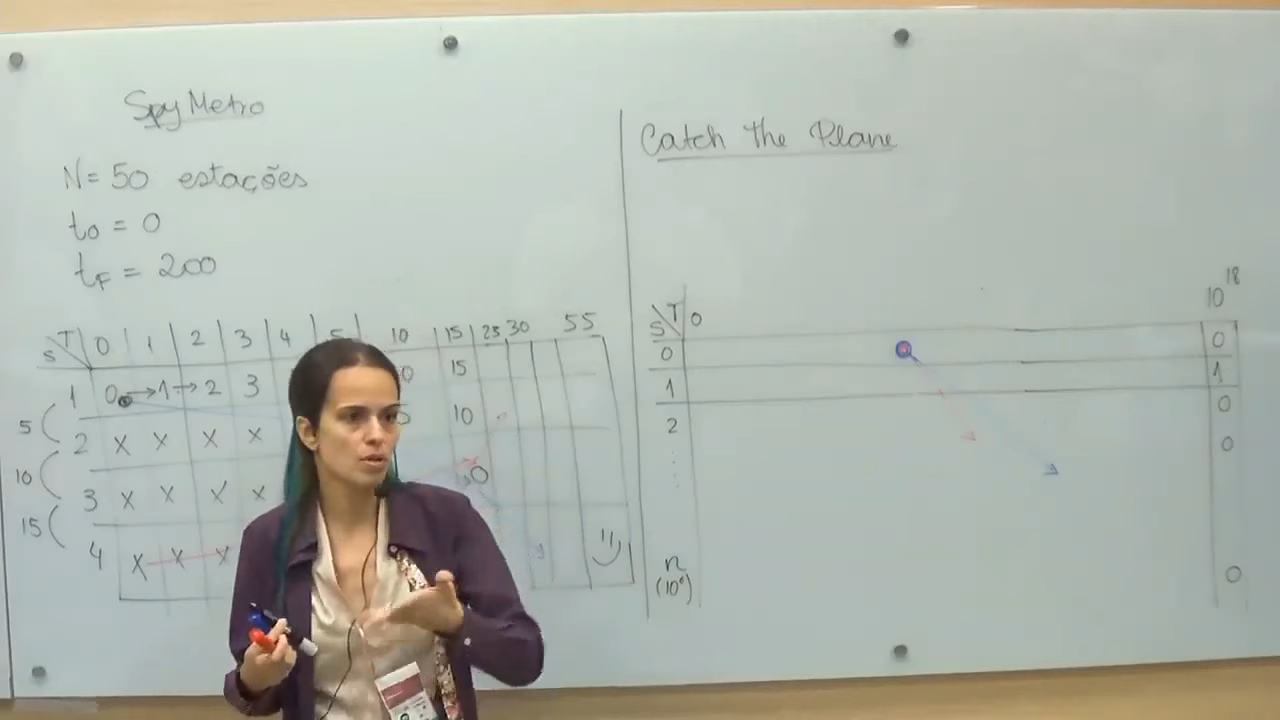 Spy Metro
N = 50 estações
t0 = 0
tF = 200
T 0 1 2 3 4 10 15 25 30 55
S
1 0 → 1 → 2 3 15
5 ( 2 X X X X 10
10 ( 3 X X X X 0
15 ( 4 X X X
Catch the Plane
10^18
T 0
S
0 0
1 1
2 0
0
n
(10^6) 0